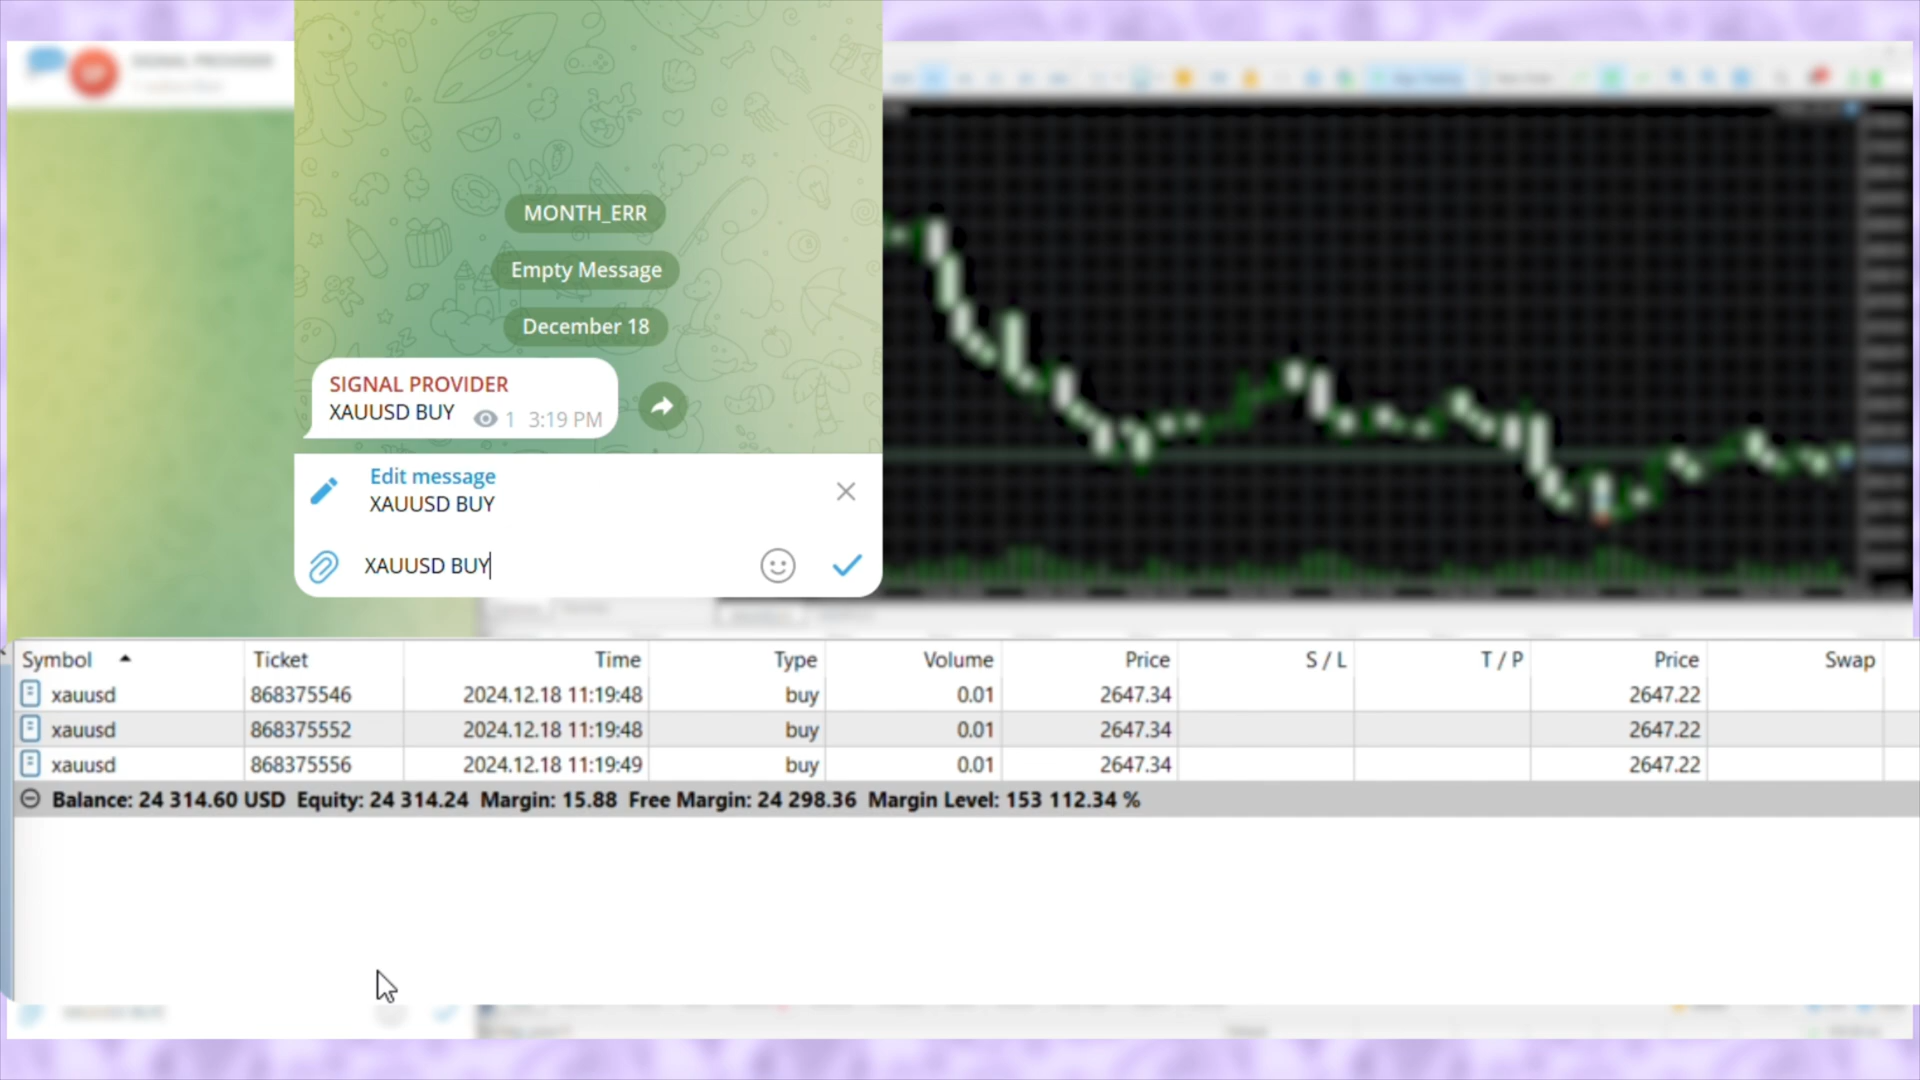 SIGNAL PROVIDER
MONTH_ERR
Empty Message
December 18
SIGNAL PROVIDER
XAUUSD BUY 1 3:19 PM
Edit message
XAUUSD BUY
XAUUSD BUY
Symbol Ticket Time Type Volume Price S / L T / P Price Swap
xauusd 868375546 2024.12.18 11:19:48 buy 0.01 2647.34 2647.22
xauusd 868375552 2024.12.18 11:19:48 buy 0.01 2647.34 2647.22
xauusd 868375556 2024.12.18 11:19:49 buy 0.01 2647.34 2647.22
Balance: 24 314.60 USD Equity: 24 314.24 Margin: 15.88 Free Margin: 24 298.36 Margin Level: 153 112.34 %
XAUUSD BUY